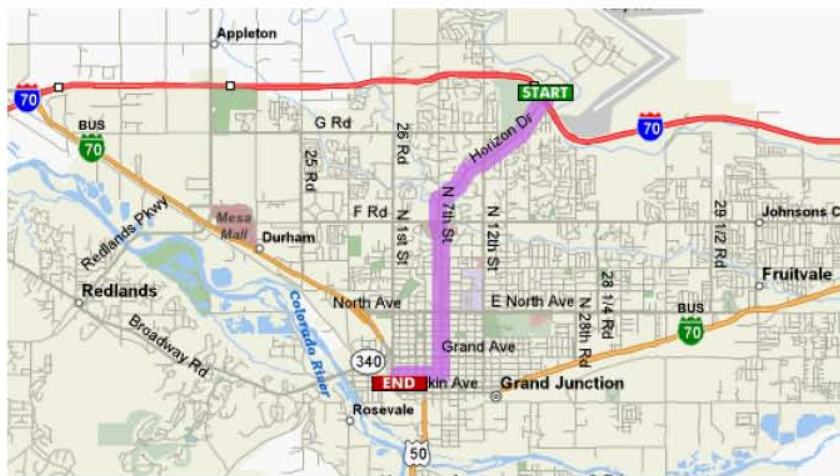 Appleton
START
70
BUS
70
G Rd
26 Rd
25 Rd
Horizon Dr
70
Redlands Pkwy
Mesa
Mall
F Rd
N 1st St
N 7th St
N 12th St
29 1/2 Rd
Johnsons C
Durham
Redlands
Broadway Rd
Colorado River
North Ave
E North Ave
N 28th Rd
28 1/4 Rd
Fruitvale
BUS
70
340
Grand Ave
END
kin Ave
Grand Junction
Rosevale
50